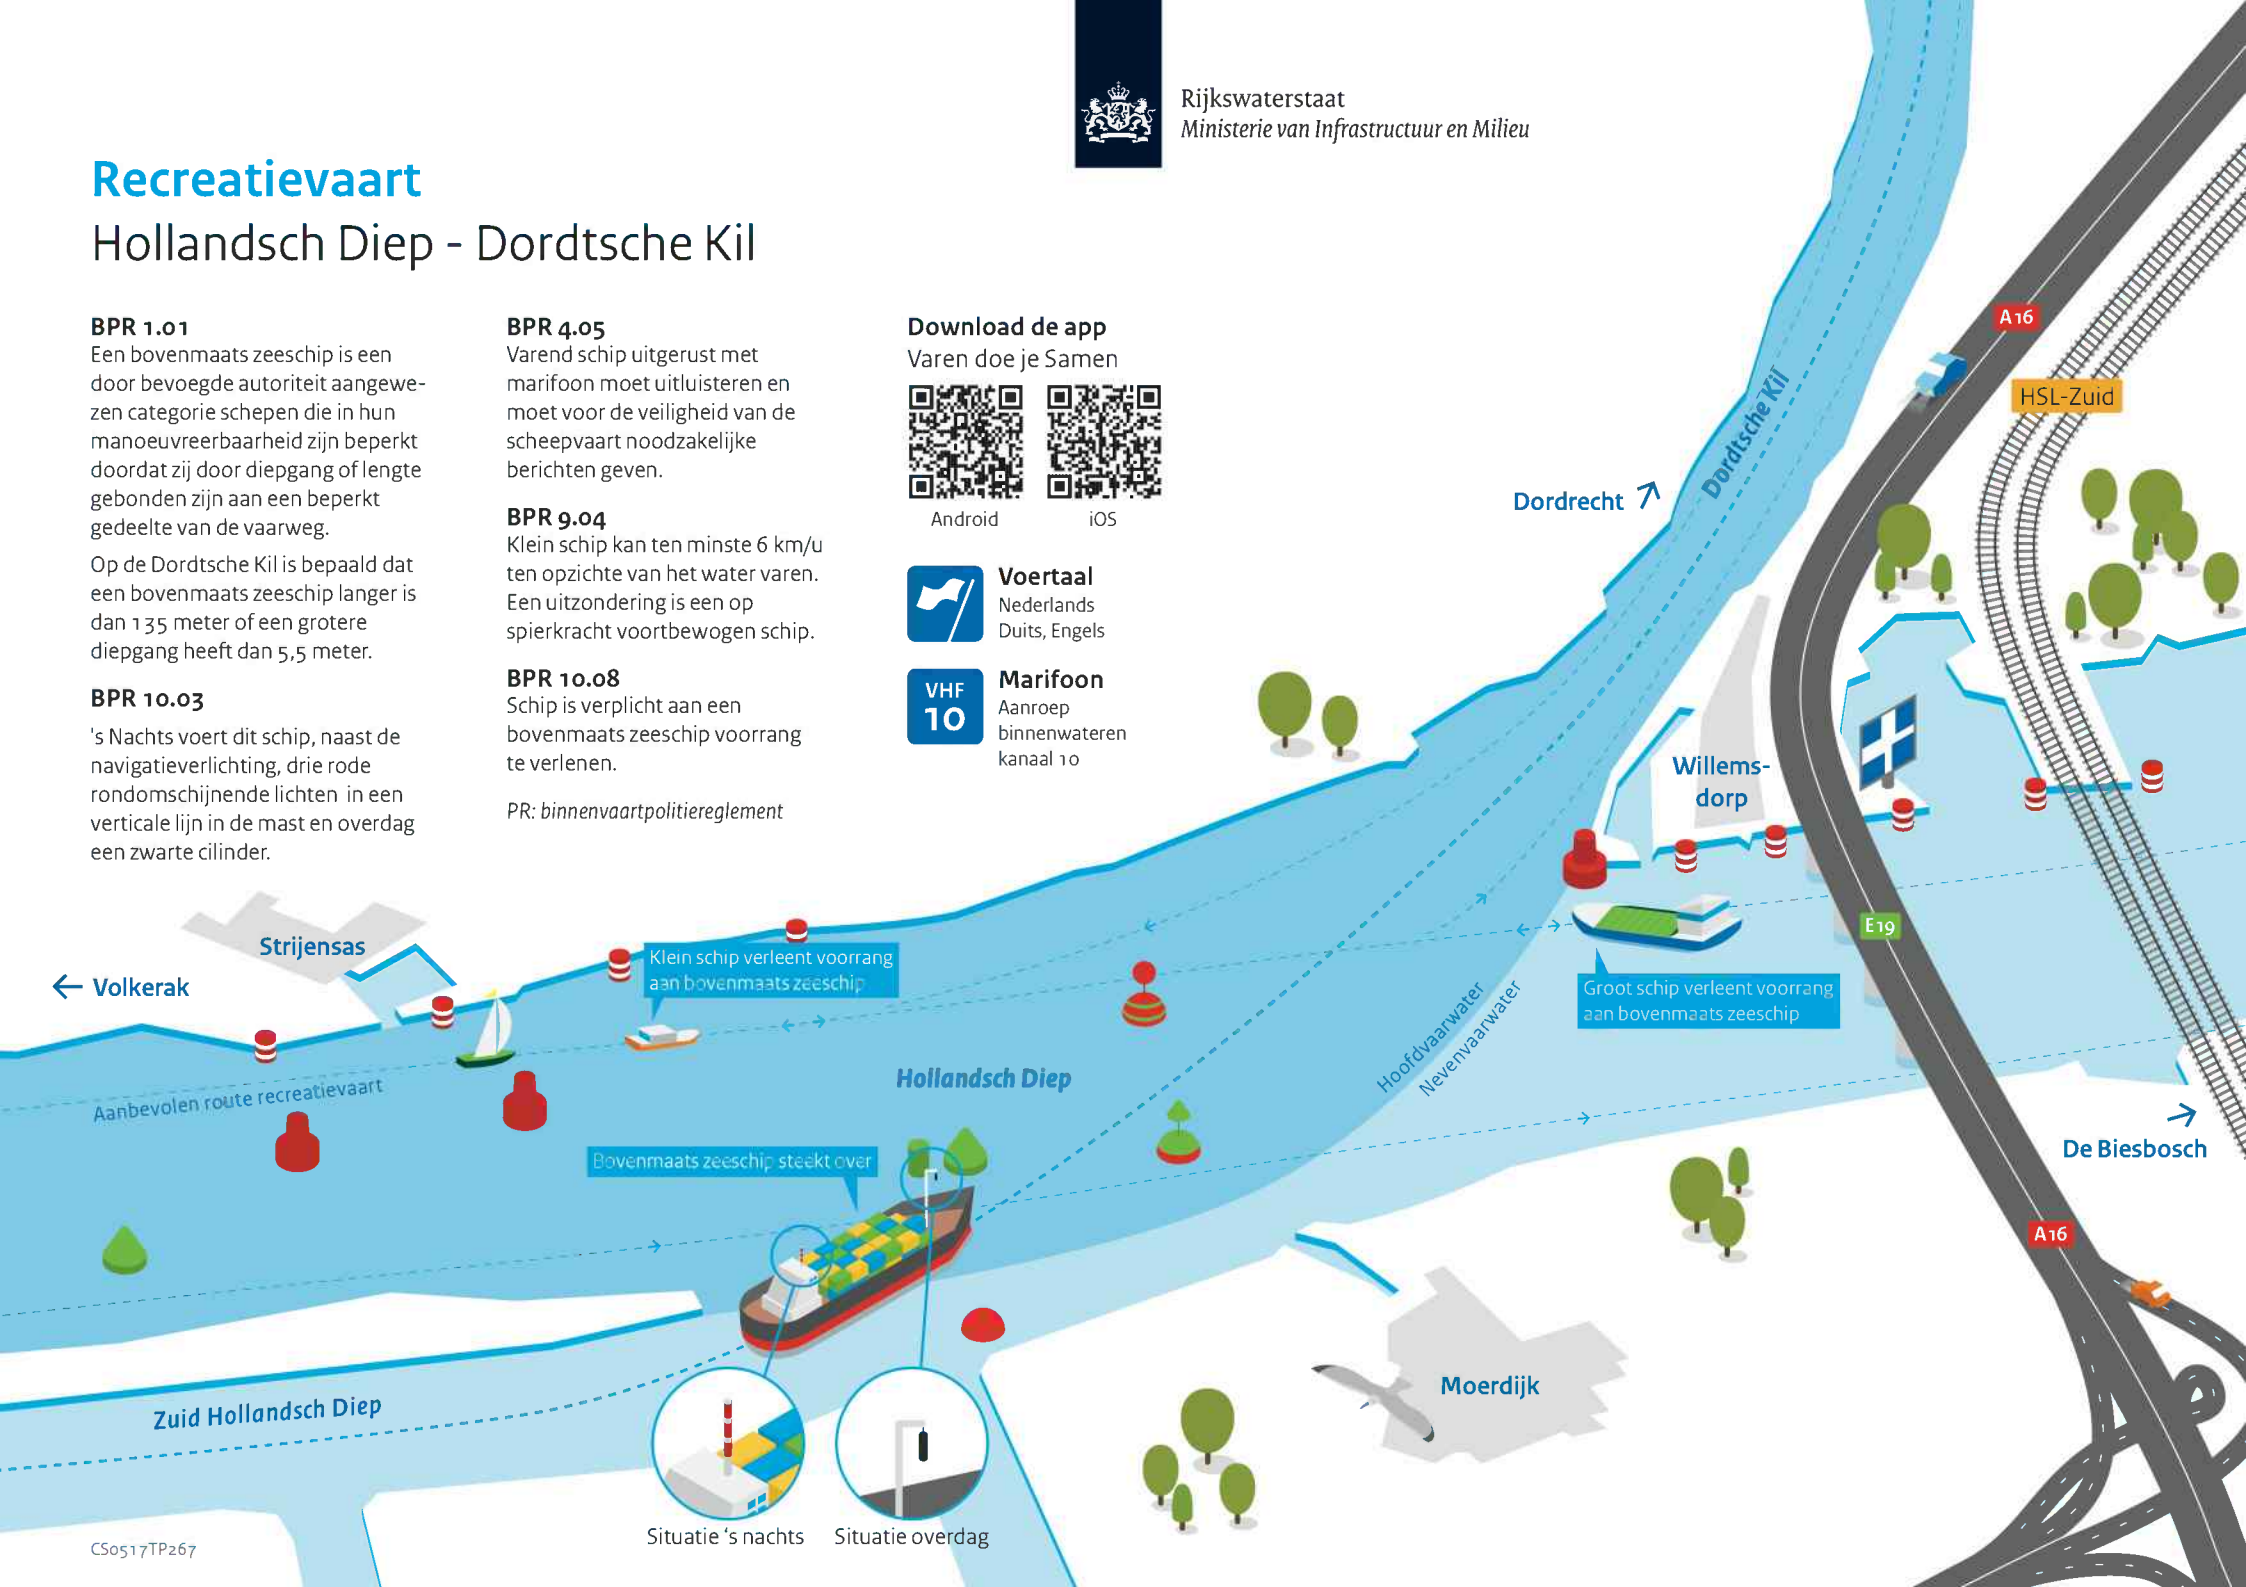 Rijkswaterstaat
Ministerie van Infrastructuur en Milieu
Recreatievaart
Hollandsch Diep - Dordtsche Kil
BPR 1.01
Een bovenmaats zeeschip is een
door bevoegde autoriteit aangewe-
zen categorie schepen die in hun
manoeuvreerbaarheid zijn beperkt
doordat zij door diepgang of lengte
gebonden zijn aan een beperkt
gedeelte van de vaarweg.
Op de Dordtsche Kil is bepaald dat
een bovenmaats zeeschip langer is
dan 135 meter of een grotere
diepgang heeft dan 5,5 meter.
BPR 10.03
's Nachts voert dit schip, naast de
navigatieverlichting, drie rode
rondomschijnende lichten in een
verticale lijn in de mast en overdag
een zwarte cilinder.
BPR 4.05
Varend schip uitgerust met
marifoon moet uitluisteren en
moet voor de veiligheid van de
scheepvaart noodzakelijke
berichten geven.
BPR 9.04
Klein schip kan ten minste 6 km/u
ten opzichte van het water varen.
Een uitzondering is een op
spierkracht voortbewogen schip.
BPR 10.08
Schip is verplicht aan een
bovenmaats zeeschip voorrang
te verlenen.
PR: binnenvaartpolitiereglement
Download de app
Varen doe je Samen
Android
iOS
Voertaal
Nederlands
Duits, Engels
VHF
10
Marifoon
Aanroep
binnenwateren
kanaal 10
A16
HSL-Zuid
Dordtsche Kil
Dordrecht
Willems-
dorp
Strijensas
Volkerak
Klein schip verleent voorrang
aan bovenmaats zeeschip
E19
Groot schip verleent voorrang
aan bovenmaats zeeschip
Hoofdvaarwater
Nevenvaarwater
Hollandsch Diep
Aanbevolen route recreatievaart
De Biesbosch
Bovenmaats zeeschip steekt over
A16
Moerdijk
Zuid Hollandsch Diep
Situatie 's nachts
Situatie overdag
CS0517TP267